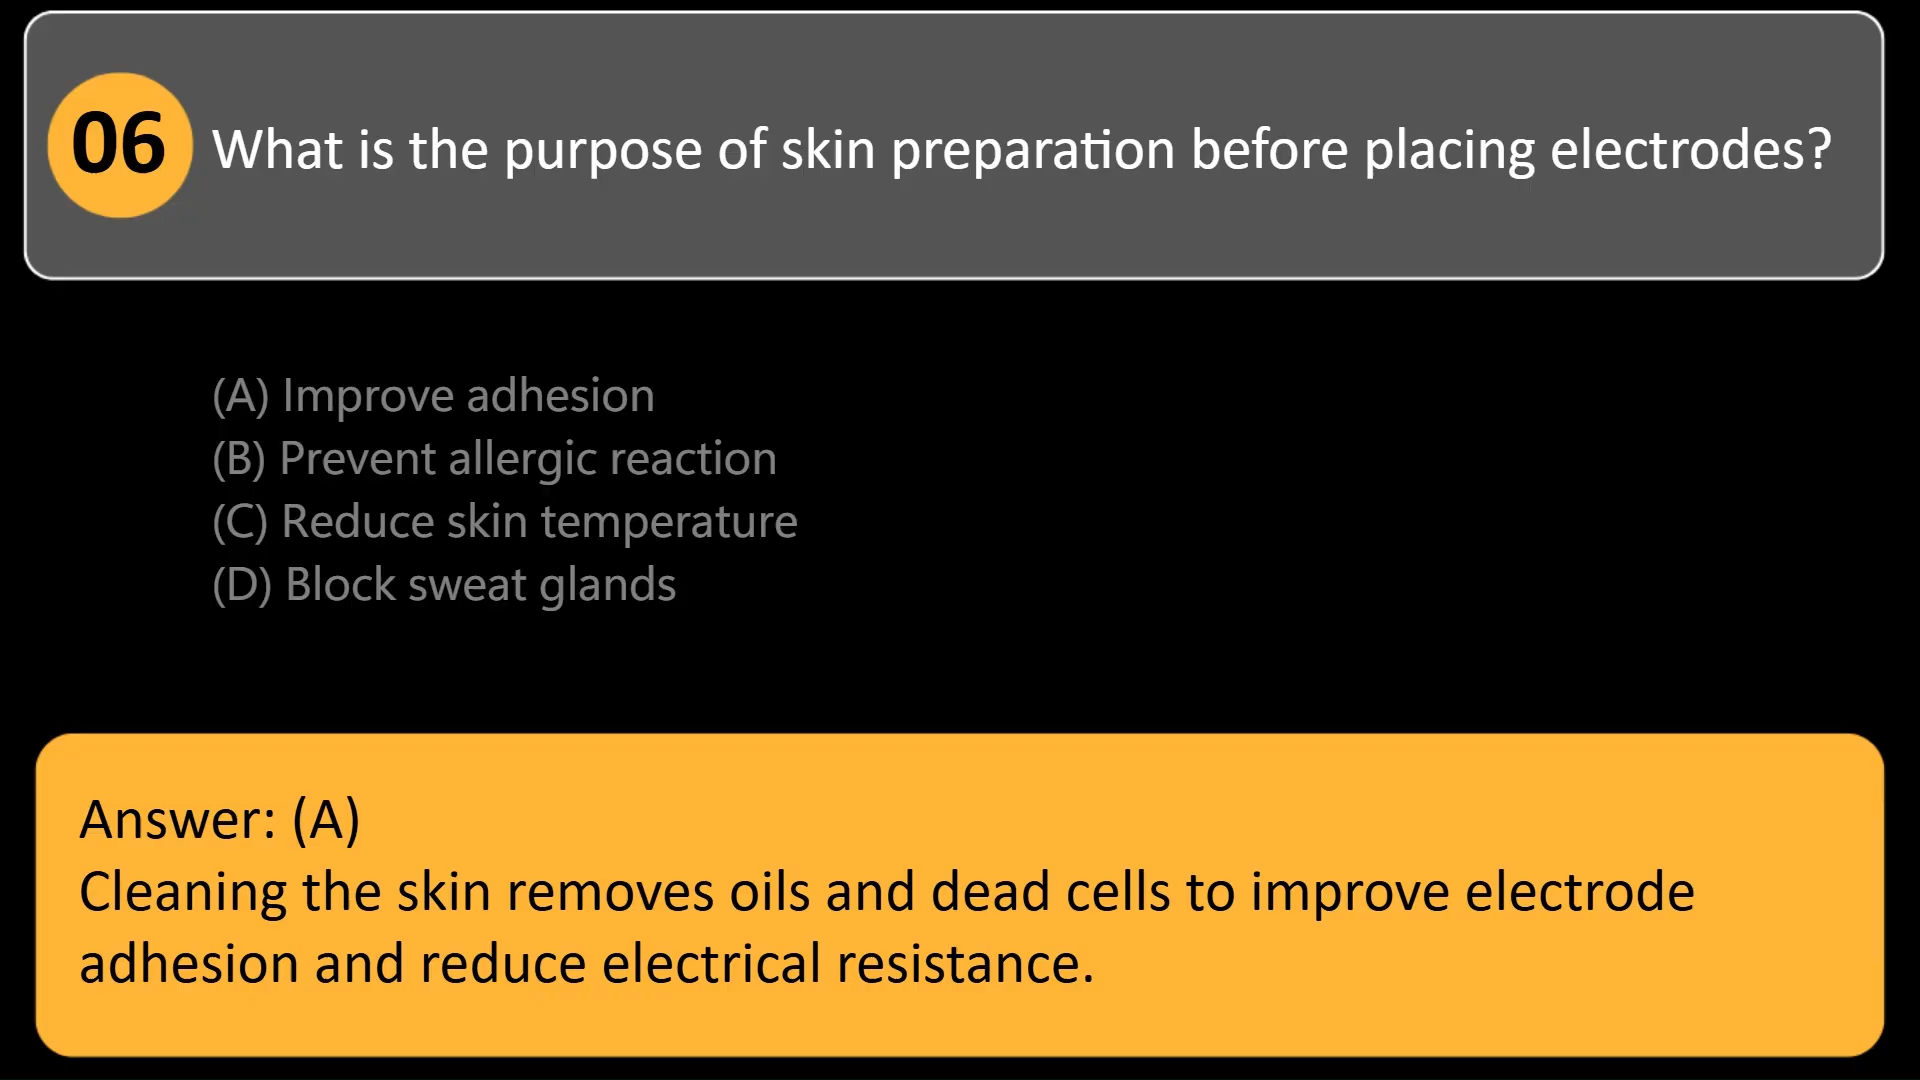 06
What is the purpose of skin preparation before placing electrodes?
(A) Improve adhesion
(B) Prevent allergic reaction
(C) Reduce skin temperature
(D) Block sweat glands
Answer: (A)
Cleaning the skin removes oils and dead cells to improve electrode
adhesion and reduce electrical resistance.